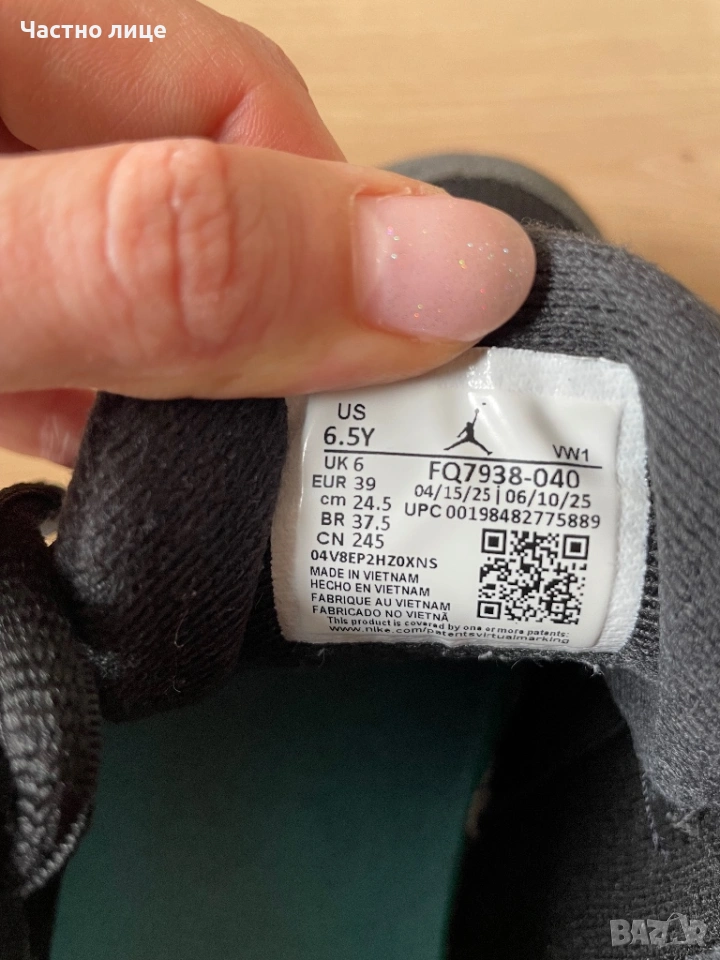 Частно лице
US
6.5Y
VW1
UK 6
FQ7938-040
EUR 39
04/15/25 | 06/10/25
cm 24.5
UPC 00198482775889
BR 37.5
CN 245
04V8EP2HZ0XNS
MADE IN VIETNAM
HECHO EN VIETNAM
FABRIQUE AU VIETNAM
FABRICADO NO VIETNÃ
This product is covered by one or more patents:
www.nike.com/patentsvirtualmarking
BAZAR